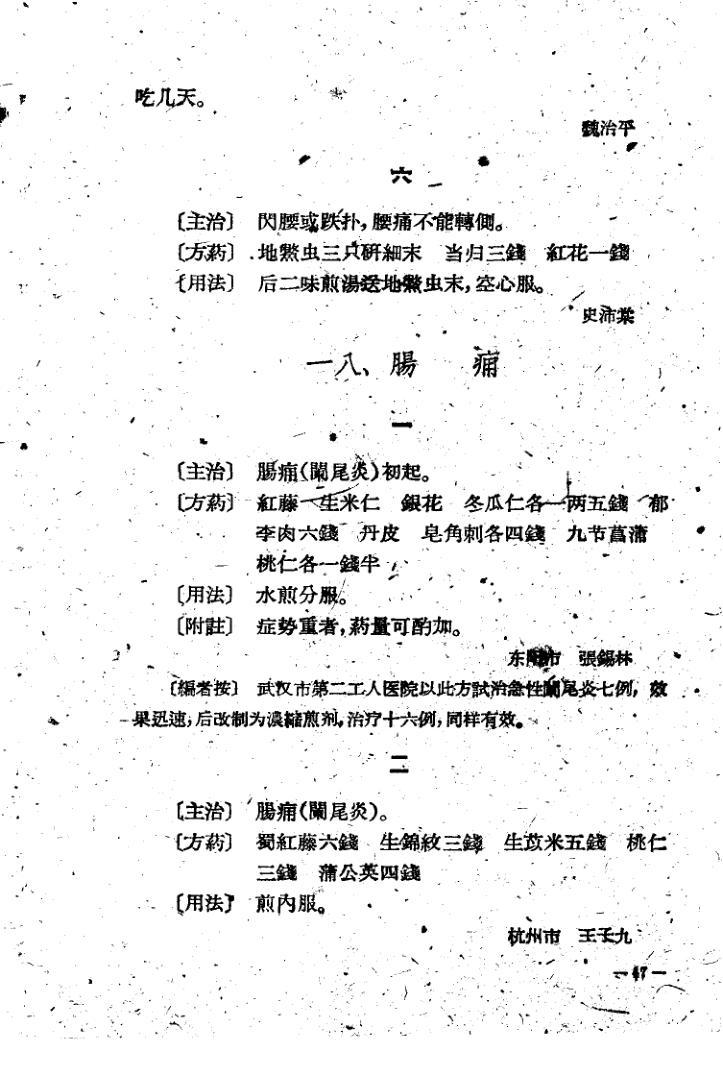 吃几天。
魏治平
六
〔主治〕 閃腰或跌扑，腰痛不能轉側。
〔方葯〕 地鱉虫三只研細末 当归三錢 紅花一錢
〔用法〕 后二味煎湯送地鱉虫末，空心服。
史沛棠
一八、腸 痈
一
〔主治〕 腸痈（闌尾炎）初起。
〔方葯〕 紅藤 生米仁 銀花 冬瓜仁各一两五錢 郁
李肉六錢 丹皮 皂角刺各四錢 九节菖蒲
桃仁各一錢半
〔用法〕 水煎分服。
〔附註〕 症势重者，葯量可酌加。
东阳市 張錫林
〔編者按〕 武汉市第二工人医院以此方試治急性闌尾炎七例，效
果迅速；后改制为濃縮煎剂，治疗十六例，同样有效。
二
〔主治〕 腸痈（闌尾炎）。
〔方葯〕 蜀紅藤六錢 生錦紋三錢 生苡米五錢 桃仁
三錢 蒲公英四錢
〔用法〕 煎内服。
杭州市 王壬九
— 47 —